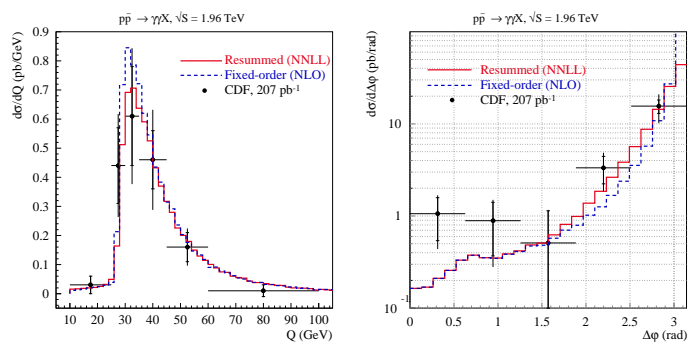 pp̄ → γγX, √S = 1.96 TeV
dσ/dQ (pb/GeV)
0.9
0.8
0.7
0.6
0.5
0.4
0.3
0.2
0.1
0
Resummed (NNLL)
Fixed-order (NLO)
CDF, 207 pb⁻¹
10 20 30 40 50 60 70 80 90 100
Q (GeV)
pp̄ → γγX, √S = 1.96 TeV
dσ/dΔφ (pb/rad)
10
1
10⁻¹
Resummed (NNLL)
Fixed-order (NLO)
CDF, 207 pb⁻¹
0 0.5 1 1.5 2 2.5 3
Δφ (rad)